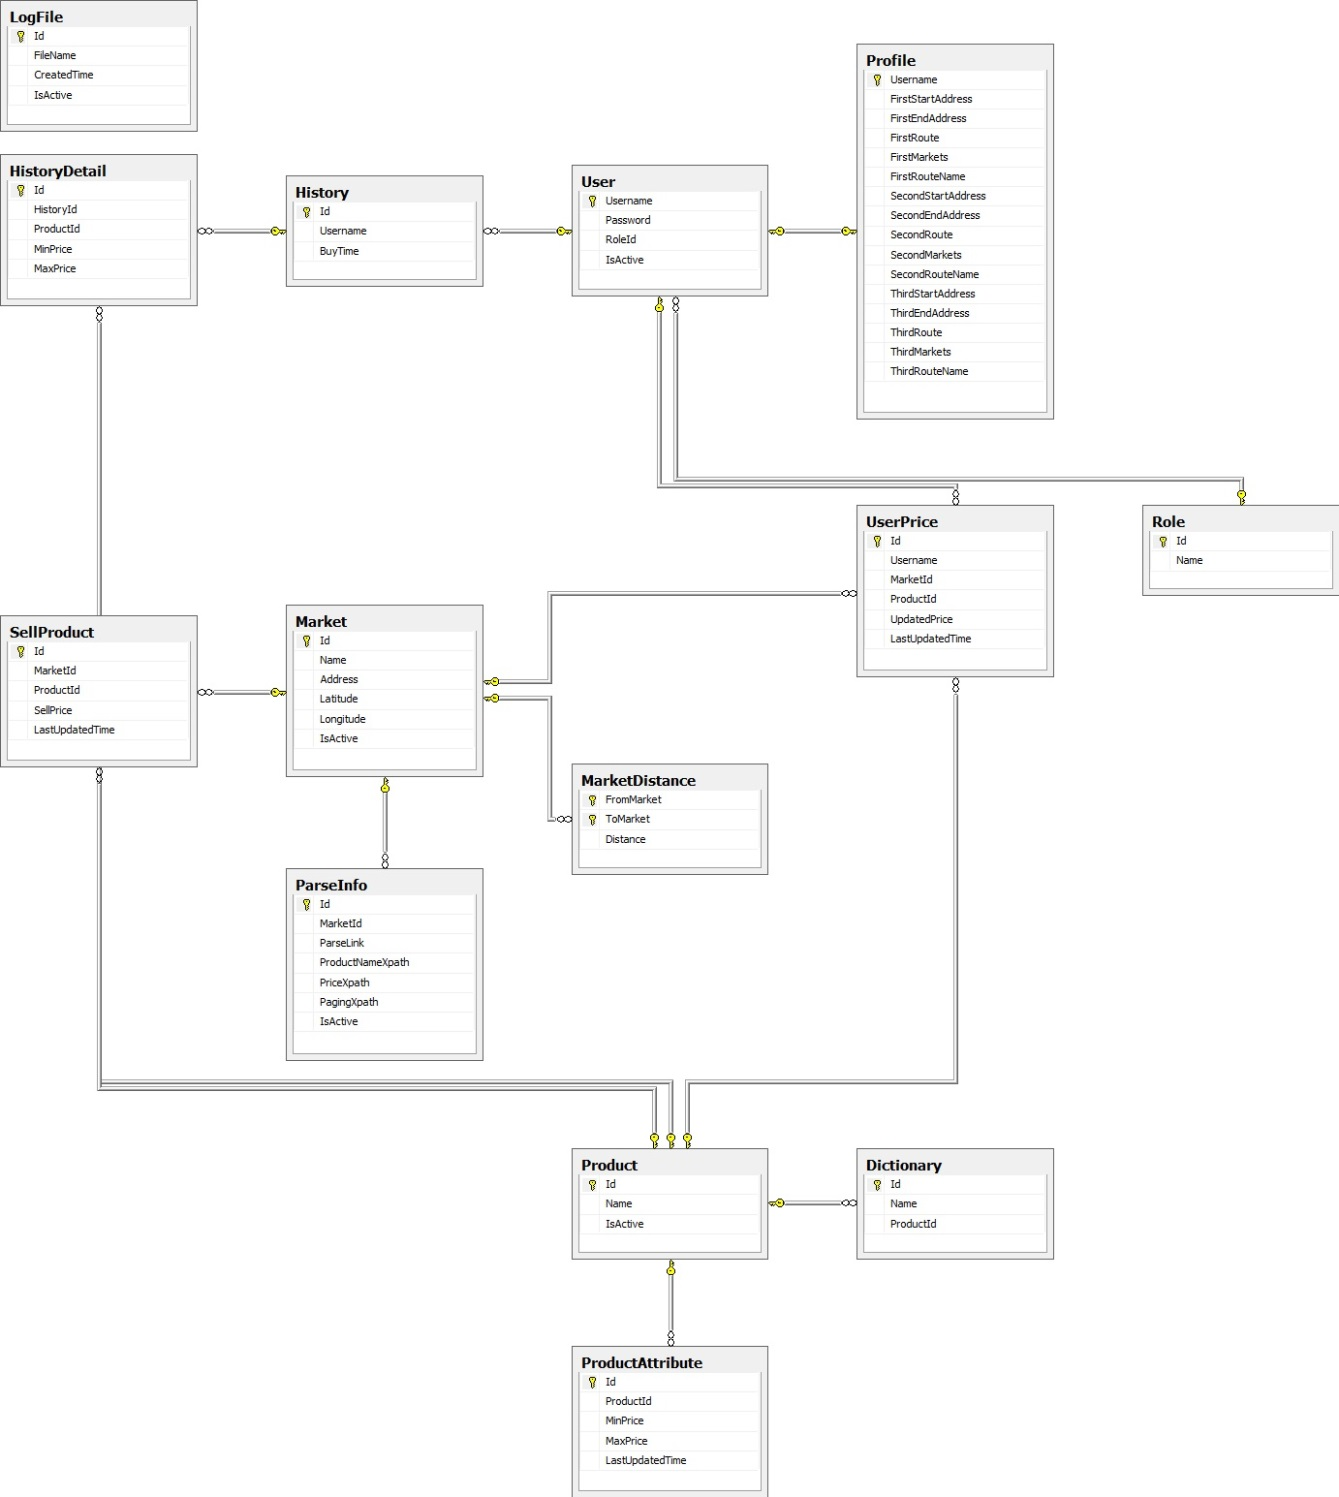 LogFile
Id
FileName
CreatedTime
IsActive
HistoryDetail
Id
HistoryId
ProductId
MinPrice
MaxPrice
History
Id
Username
BuyTime
User
Username
Password
RoleId
IsActive
Profile
Username
FirstStartAddress
FirstEndAddress
FirstRoute
FirstMarkets
FirstRouteName
SecondStartAddress
SecondEndAddress
SecondRoute
SecondMarkets
SecondRouteName
ThirdStartAddress
ThirdEndAddress
ThirdRoute
ThirdMarkets
ThirdRouteName
UserPrice
Id
Username
MarketId
ProductId
UpdatedPrice
LastUpdatedTime
Role
Id
Name
SellProduct
Id
MarketId
ProductId
SellPrice
LastUpdatedTime
Market
Id
Name
Address
Latitude
Longitude
IsActive
MarketDistance
FromMarket
ToMarket
Distance
ParseInfo
Id
MarketId
ParseLink
ProductNameXpath
PriceXpath
PagingXpath
IsActive
Product
Id
Name
IsActive
Dictionary
Id
Name
ProductId
ProductAttribute
Id
ProductId
MinPrice
MaxPrice
LastUpdatedTime